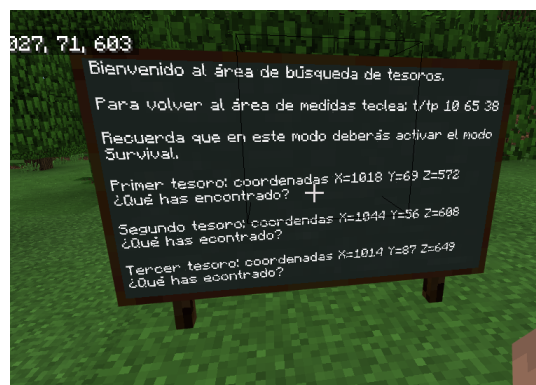 027, 71, 603
Bienvenido al área de búsqueda de tesoros.
Para volver al área de medidas teclea: t/tp 10 65 38
Recuerda que en este modo deberás activar el modo
Survival.
Primer tesoro: coordenadas X=1018 Y=69 Z=572
¿Qué has encontrado?
Segundo tesoro: coordendas X=1044 Y=56 Z=608
¿Qué has econtrado?
Tercer tesoro: coordenadas X=1014 Y=87 Z=649
¿Qué has econtrado?